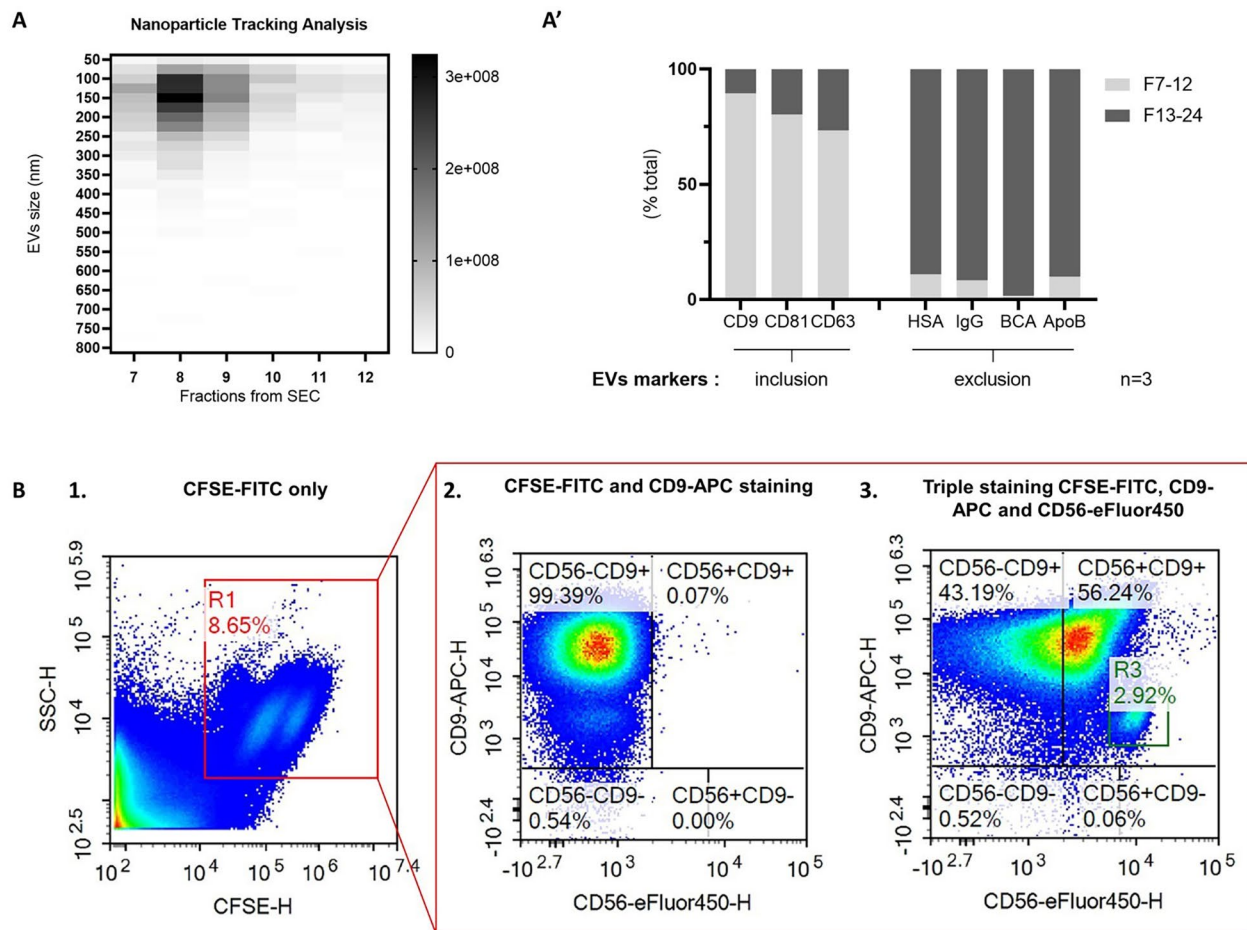 A
Nanoparticle Tracking Analysis
EVs size (nm)
50
100
150
200
250
300
350
400
450
500
550
600
650
700
750
800
7 8 9 10 11 12
Fractions from SEC
3e+008
2e+008
1e+008
0
A'
(% total)
100
50
0
F7-12
F13-24
CD9 CD81 CD63 HSA IgG BCA ApoB
EVs markers : inclusion exclusion n=3
B
1.
CFSE-FITC only
SSC-H
10^5.9
10^5
10^4
10^2.5
R1
8.65%
10^2 10^4 10^5 10^6 10^7.4
CFSE-H
2.
CFSE-FITC and CD9-APC staining
CD9-APC-H
10^6.3
10^5
10^4
10^3
-10^2.4
CD56-CD9+
99.39%
CD56+CD9+
0.07%
CD56-CD9-
0.54%
CD56+CD9-
0.00%
-10^2.7 10^3 10^4 10^5
CD56-eFluor450-H
3.
Triple staining CFSE-FITC, CD9-
APC and CD56-eFluor450
CD9-APC-H
10^6.3
10^5
10^4
10^3
-10^2.4
CD56-CD9+
43.19%
CD56+CD9+
56.24%
R3
2.92%
CD56-CD9-
0.52%
CD56+CD9-
0.06%
-10^2.7 10^3 10^4 10^5
CD56-eFluor450-H